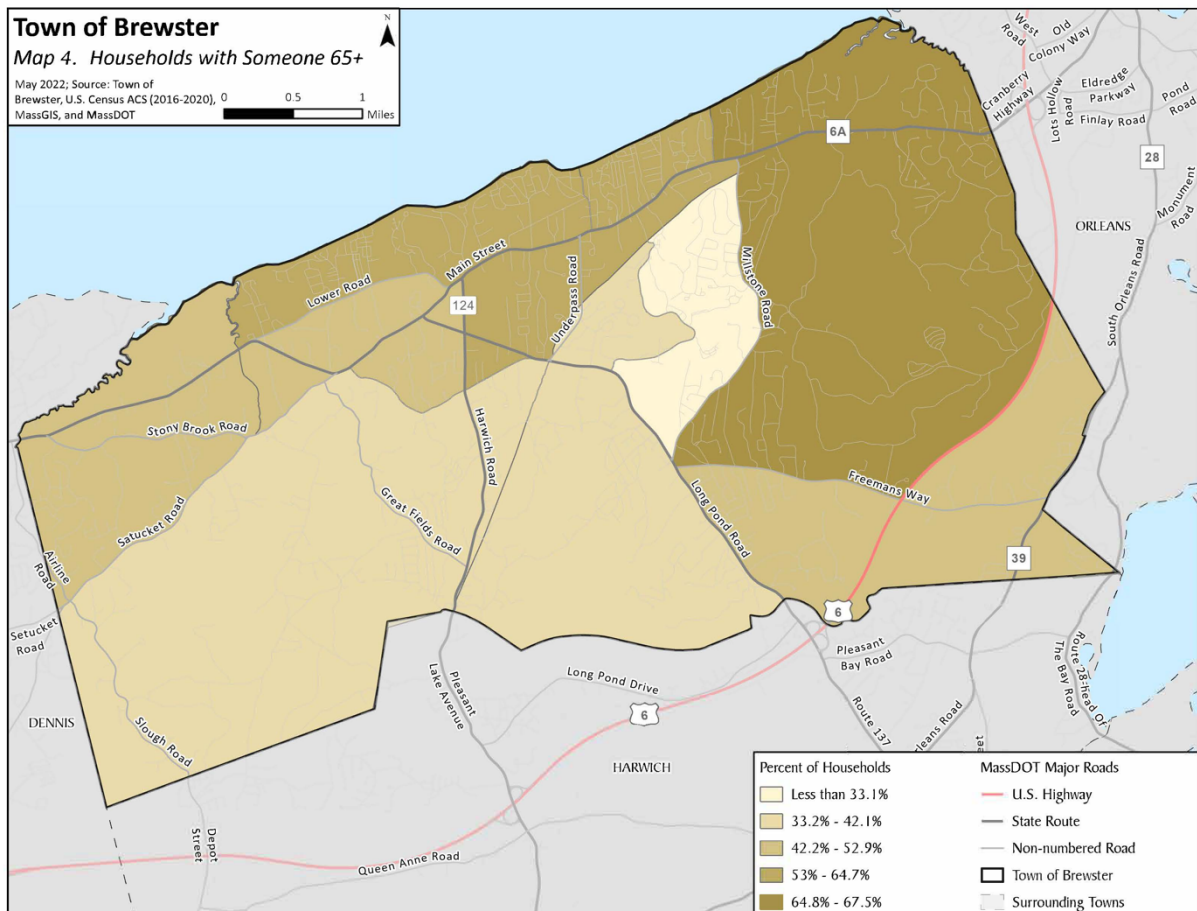 Town of Brewster
Map 4. Households with Someone 65+
May 2022; Source: Town of
Brewster, U.S. Census ACS (2016-2020),
MassGIS, and MassDOT
0 0.5 1
Miles
N
West
Road
Old
Colony Way
Cranberry
Highway
Eldredge
Parkway
Lots Hollow
Road
Finlay Road
Pond
Road
6A
28
Monument
Road
ORLEANS
South Orleans Road
Main Street
Lower Road
124
Underpass Road
Millstone Road
Stony Brook Road
Harwich Road
Satucket Road
Great Fields Road
Long Pond Road
Freemans Way
Airline
Road
39
6
Setucket
Road
Pleasant
Bay Road
Route 28-head Of
The Bay Road
Pleasant
Lake Avenue
Long Pond Drive
6
DENNIS
Slough Road
Route 137
rleans Road
HARWICH
Depot
Street
Queen Anne Road
Percent of Households
Less than 33.1%
33.2% - 42.1%
42.2% - 52.9%
53% - 64.7%
64.8% - 67.5%
MassDOT Major Roads
U.S. Highway
State Route
Non-numbered Road
Town of Brewster
Surrounding Towns